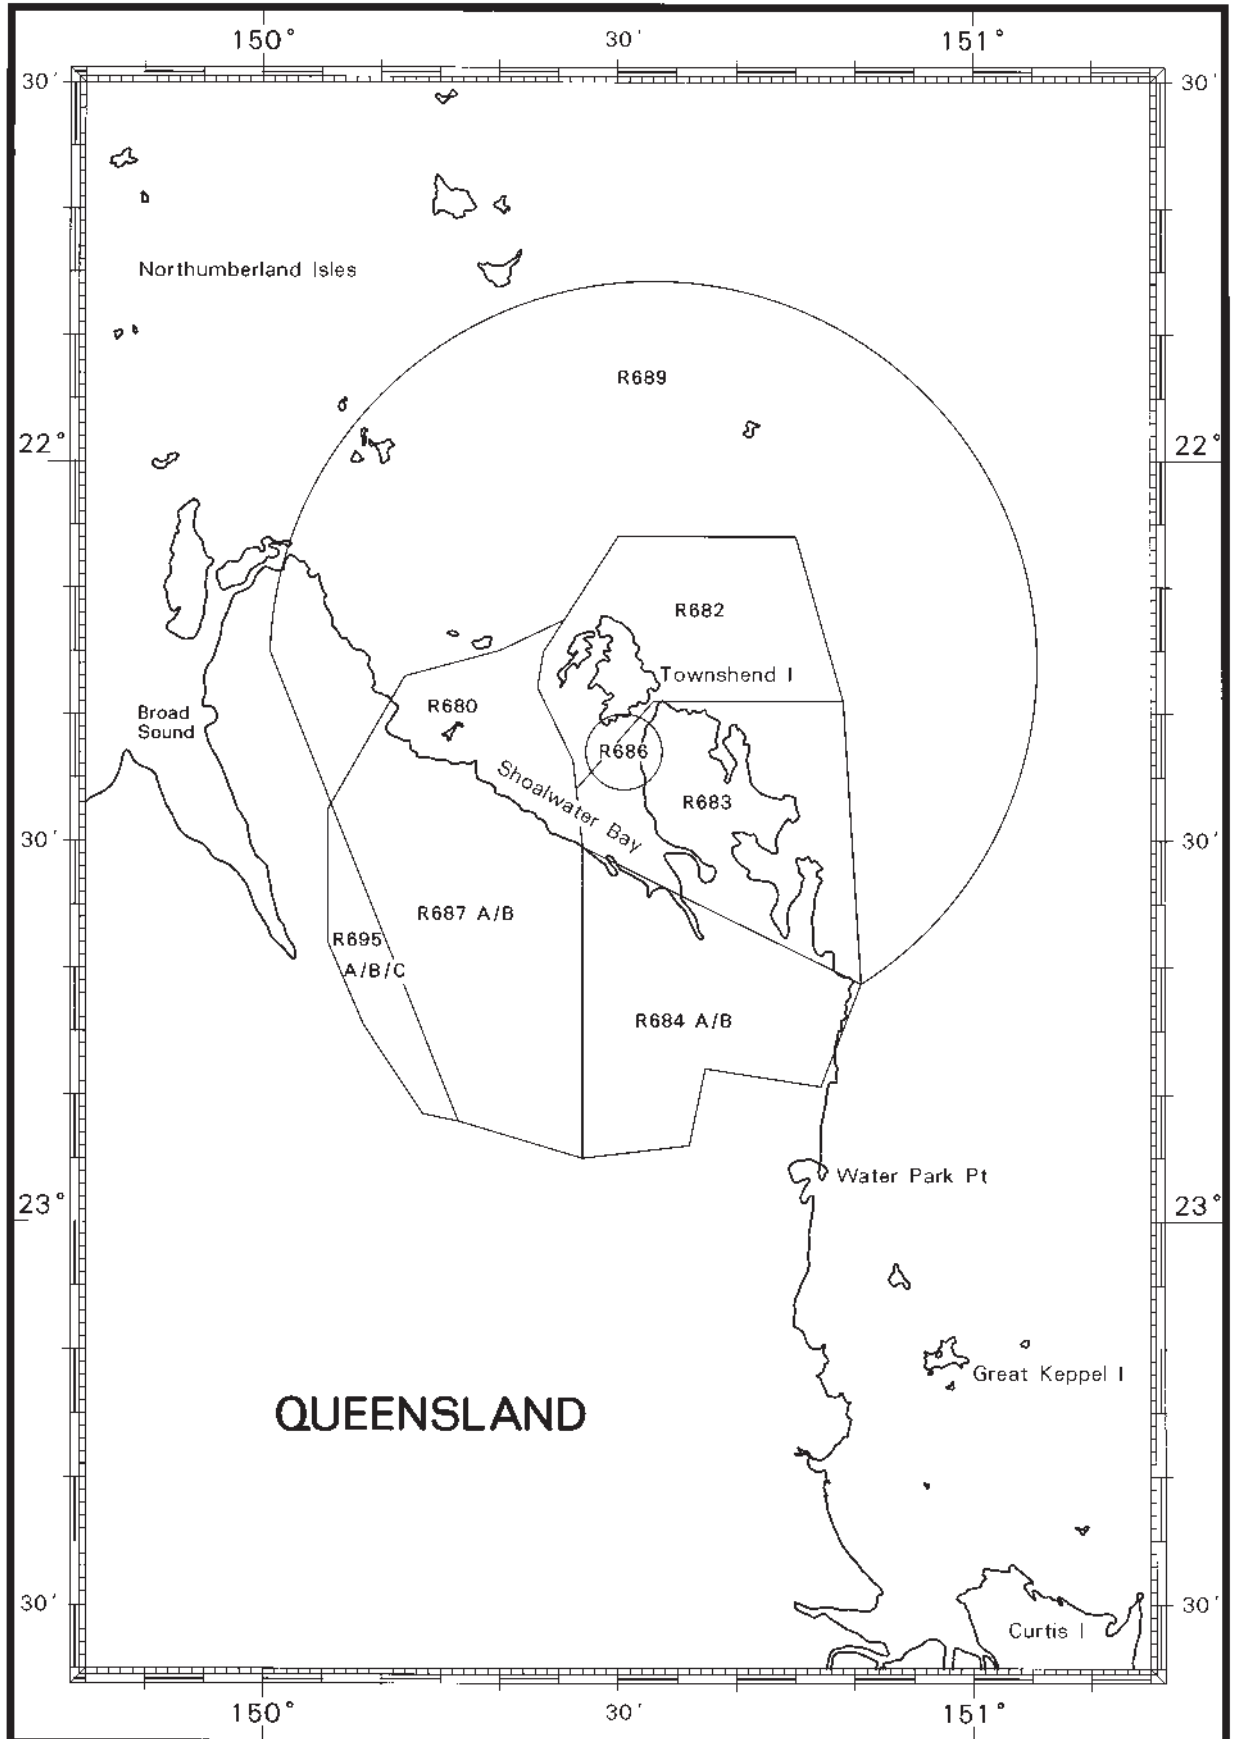 150° 30' 151°
30' 30'
Northumberland Isles
R689
22° 22°
R682
Townshend I
R680
Broad
Sound
R686
Shoalwater Bay
R683
30' 30'
R687 A/B
R695
A/B/C
R684 A/B
Water Park Pt
23° 23°
Great Keppel I
QUEENSLAND
30' 30'
Curtis I
150° 30' 151°